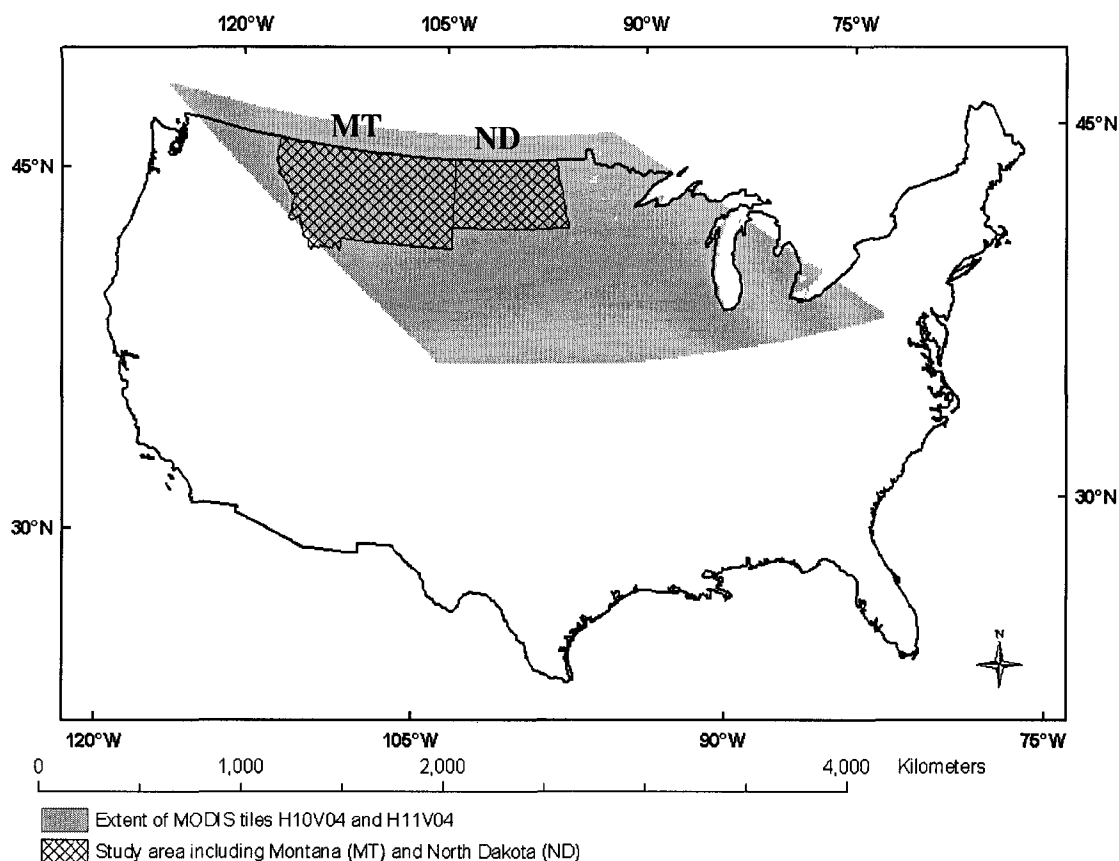 120°W 105°W 90°W 75°W
MT ND
45°N 45°N
30°N 30°N
N
120°W 105°W 90°W 75°W
0 1,000 2,000 4,000 Kilometers
Extent of MODIS tiles H10V04 and H11V04
Study area including Montana (MT) and North Dakota (ND)